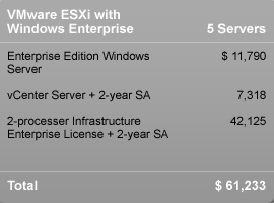 VMware ESXi with
Windows Enterprise 5 Servers
Enterprise Edition Windows $ 11,790
Server
vCenter Server + 2-year SA 7,318
2-processer Infrastructure 42,125
Enterprise License + 2-year SA
Total $ 61,233